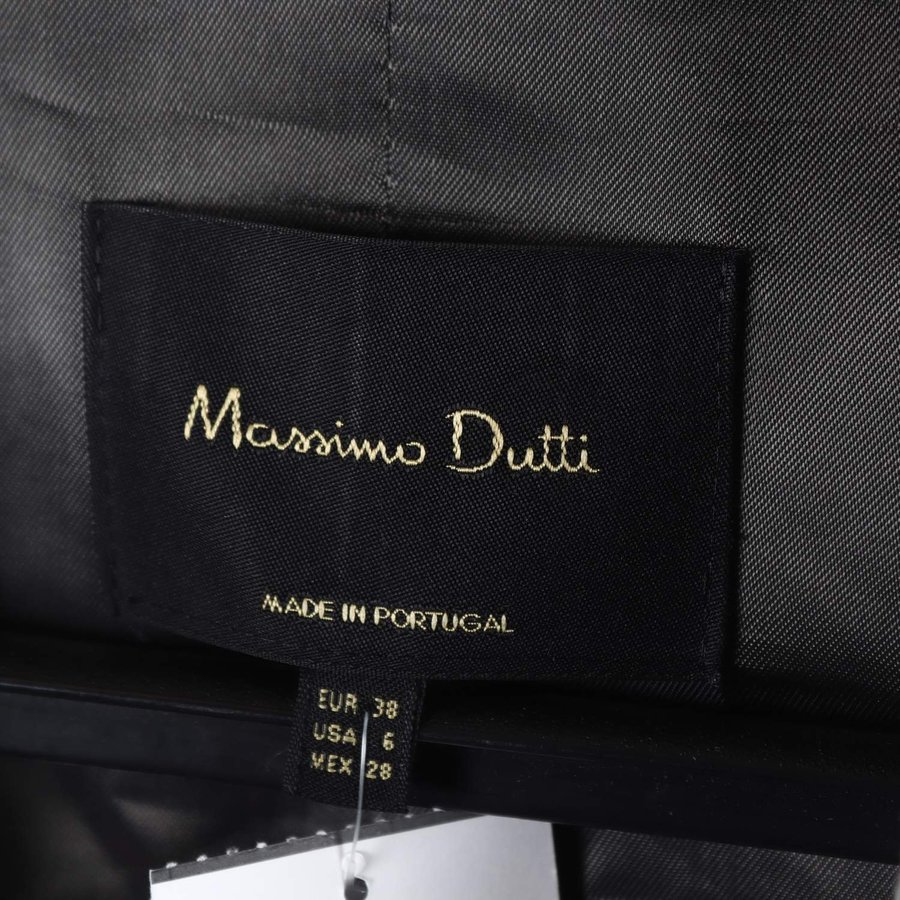 Massimo Dutti
MADE IN PORTUGAL
EUR 38
USA 6
MEX 28